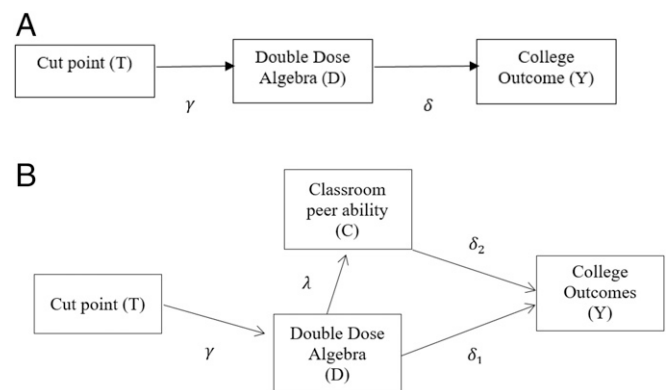 A
Cut point (T)
Double Dose
Algebra (D)
College
Outcome (Y)
γ
δ
B
Classroom
peer ability
(C)
δ2
College
Outcomes
(Y)
λ
Cut point (T)
γ
Double Dose
Algebra
(D)
δ1